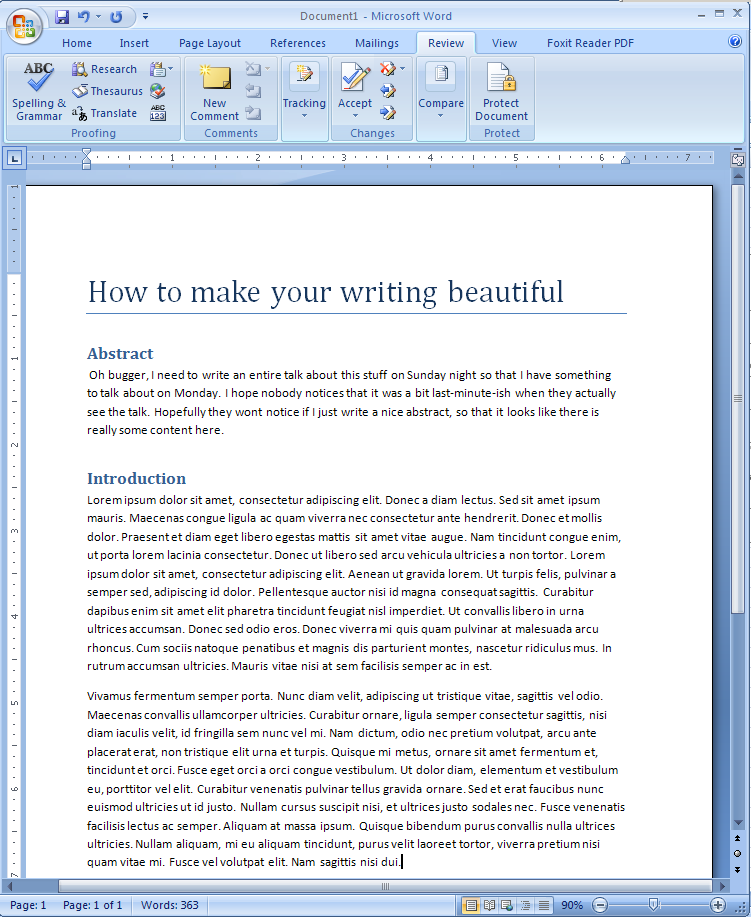 Document1 - Microsoft Word
Home Insert Page Layout References Mailings Review View Foxit Reader PDF
ABC Research
Spelling & Grammar Thesaurus
Translate ABC 123
New Comment
Tracking
Accept
Compare
Protect Document
Proofing Comments Changes Protect
L 1 2 3 4 5 6 7
How to make your writing beautiful
Abstract
Oh bugger, I need to write an entire talk about this stuff on Sunday night so that I have something
to talk about on Monday. I hope nobody notices that it was a bit last-minute-ish when they actually
see the talk. Hopefully they wont notice if I just write a nice abstract, so that it looks like there is
really some content here.
Introduction
Lorem ipsum dolor sit amet, consectetur adipiscing elit. Donec a diam lectus. Sed sit amet ipsum
mauris. Maecenas congue ligula ac quam viverra nec consectetur ante hendrerit. Donec et mollis
dolor. Praesent et diam eget libero egestas mattis sit amet vitae augue. Nam tincidunt congue enim,
ut porta lorem lacinia consectetur. Donec ut libero sed arcu vehicula ultricies a non tortor. Lorem
ipsum dolor sit amet, consectetur adipiscing elit. Aenean ut gravida lorem. Ut turpis felis, pulvinar a
semper sed, adipiscing id dolor. Pellentesque auctor nisi id magna consequat sagittis. Curabitur
dapibus enim sit amet elit pharetra tincidunt feugiat nisl imperdiet. Ut convallis libero in urna
ultrices accumsan. Donec sed odio eros. Donec viverra mi quis quam pulvinar at malesuada arcu
rhoncus. Cum sociis natoque penatibus et magnis dis parturient montes, nascetur ridiculus mus. In
rutrum accumsan ultricies. Mauris vitae nisi at sem facilisis semper ac in est.
Vivamus fermentum semper porta. Nunc diam velit, adipiscing ut tristique vitae, sagittis vel odio.
Maecenas convallis ullamcorper ultricies. Curabitur ornare, ligula semper consectetur sagittis, nisi
diam iaculis velit, id fringilla sem nunc vel mi. Nam dictum, odio nec pretium volutpat, arcu ante
placerat erat, non tristique elit urna et turpis. Quisque mi metus, ornare sit amet fermentum et,
tincidunt et orci. Fusce eget orci a orci congue vestibulum. Ut dolor diam, elementum et vestibulum
eu, porttitor vel elit. Curabitur venenatis pulvinar tellus gravida ornare. Sed et erat faucibus nunc
euismod ultricies ut id justo. Nullam cursus suscipit nisi, et ultrices justo sodales nec. Fusce venenatis
facilisis lectus ac semper. Aliquam at massa ipsum. Quisque bibendum purus convallis nulla ultrices
ultricies. Nullam aliquam, mi eu aliquam tincidunt, purus velit laoreet tortor, viverra pretium nisi
quam vitae mi. Fusce vel volutpat elit. Nam sagittis nisi dui.
Page: 1 Page: 1 of 1 Words: 363 90%